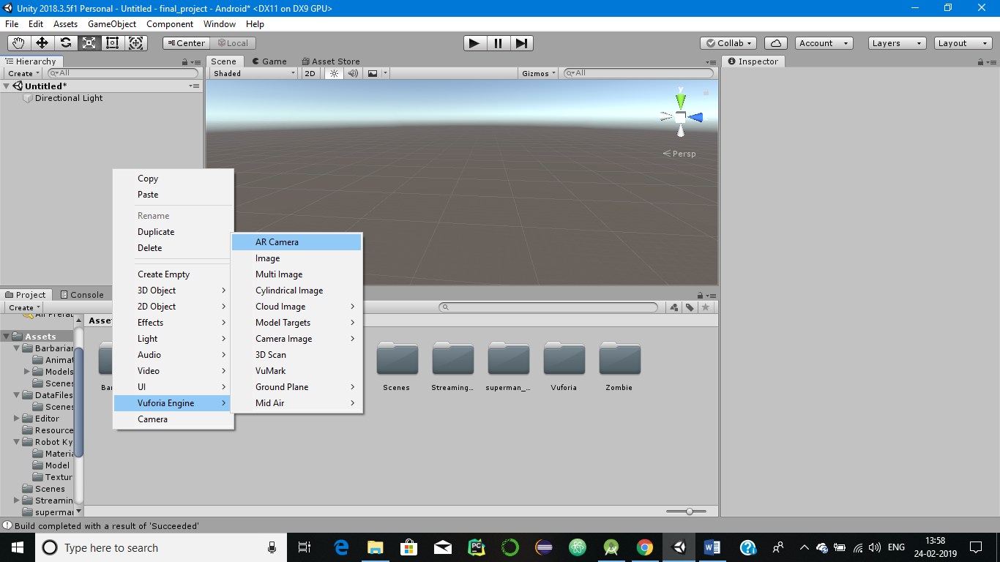 Unity 2018.3.5f1 Personal - Untitled - final_project - Android* <DX11 on DX9 GPU>
File Edit Assets GameObject Component Window Help
Center Local Collab Account Layers Layout
Hierarchy Scene Game Asset Store Inspector
Create All Shaded 2D Gizmos All
Untitled*
Directional Light
y
Persp
Copy
Paste
Rename
Duplicate
Delete
Create Empty
3D Object
2D Object
Effects
Light
Audio
Video
UI
Vuforia Engine
Camera
AR Camera
Image
Multi Image
Cylindrical Image
Cloud Image
Model Targets
Camera Image
3D Scan
VuMark
Ground Plane
Mid Air
Project Console
Create
All Prefa
Assets
Barbarian
Animat
Models
Scenes
DataFiles
Scenes
Editor
Resource
Robot Ky
Materia
Model
Textur
Scenes
Streamin
superma
Asset
Bar
Scenes Streaming... superman_... Vuforia Zombie
Build completed with a result of 'Succeeded'
Type here to search
PC
W
ENG
13:58
24-02-2019